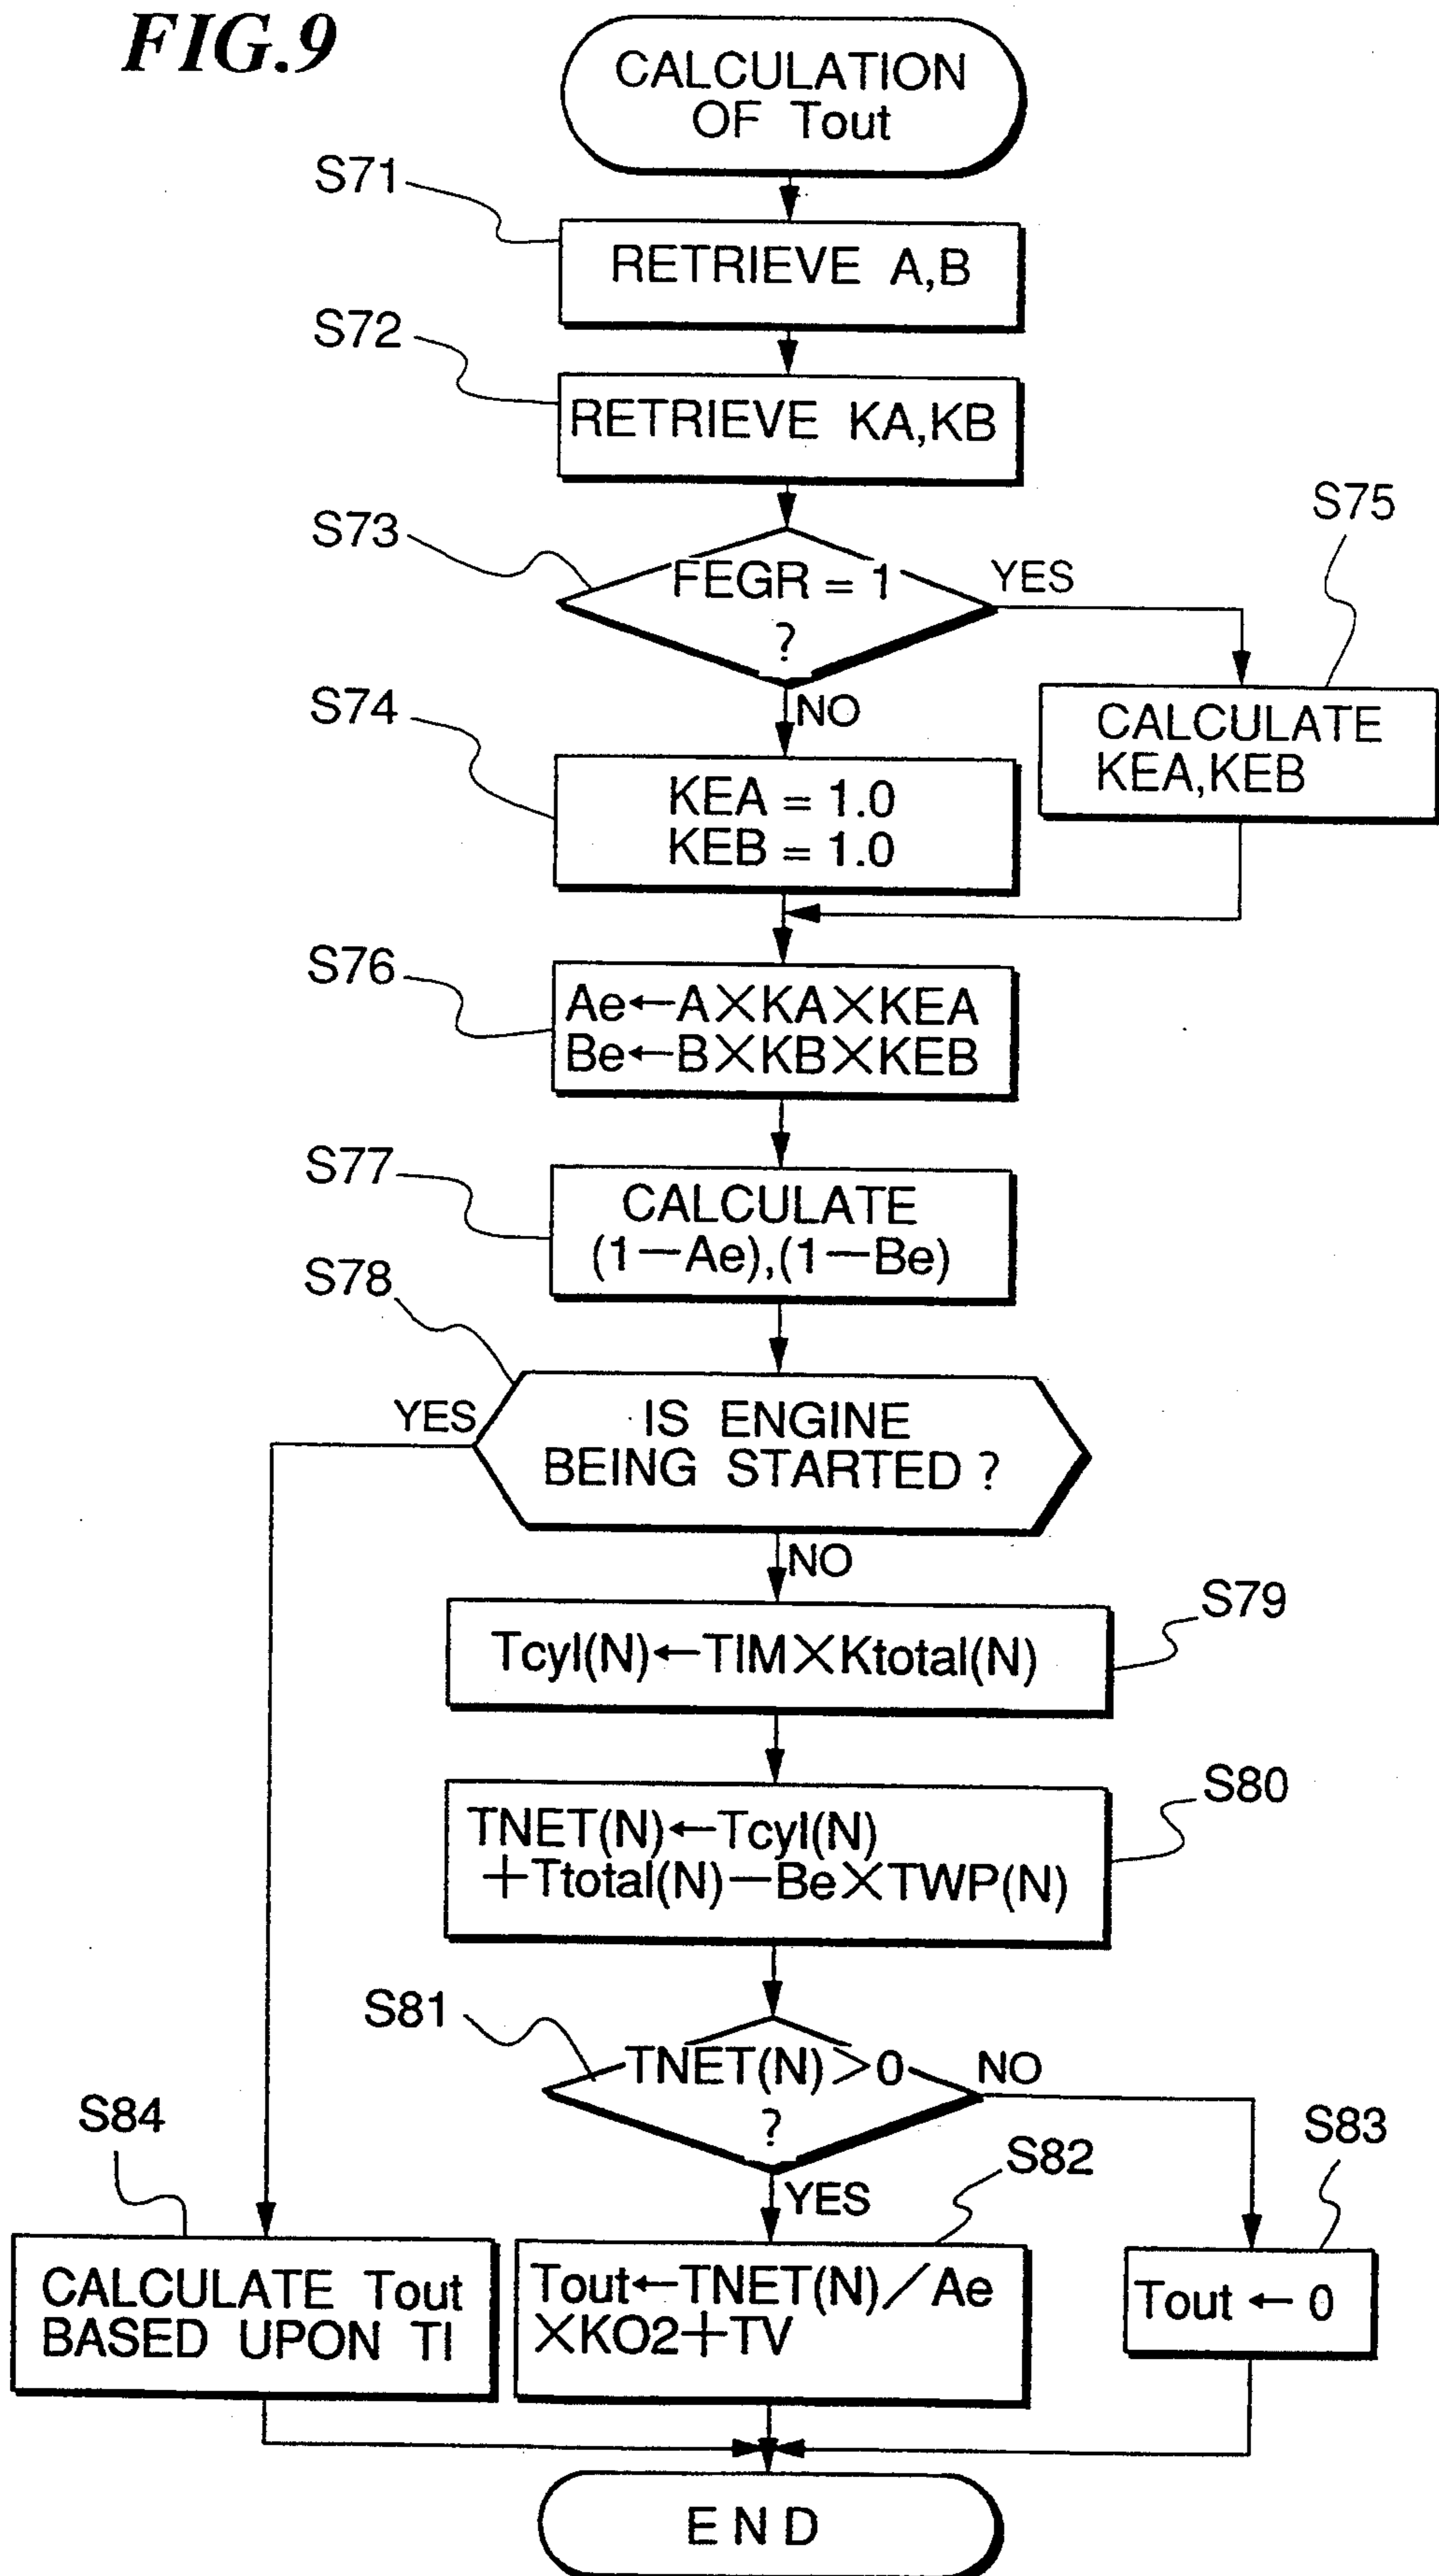 FIG.9
CALCULATION
OF Tout
S71
RETRIEVE A,B
S72
RETRIEVE KA,KB
S73
FEGR = 1
?
YES
S75
CALCULATE
KEA,KEB
NO
S74
KEA = 1.0
KEB = 1.0
S76
Ae←A×KA×KEA
Be←B×KB×KEB
S77
CALCULATE
(1−Ae),(1−Be)
S78
IS ENGINE
BEING STARTED ?
YES
NO
S79
Tcyl(N)←TIM×Ktotal(N)
S80
TNET(N)←Tcyl(N)
+Ttotal(N)−Be×TWP(N)
S81
TNET(N)>0
?
NO
YES
S84
CALCULATE Tout
BASED UPON TI
S82
Tout←TNET(N)/Ae
×KO2+TV
S83
Tout ← 0
END